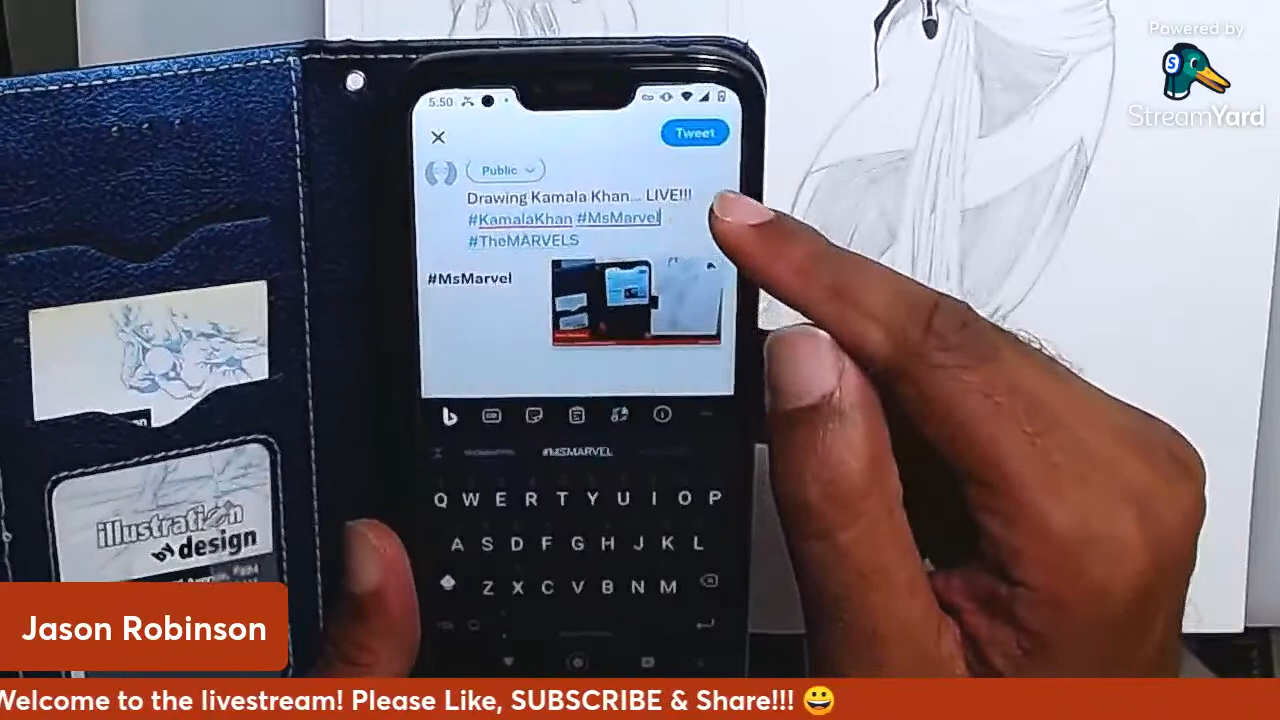 Powered by
StreamYard
5:50
Tweet
Public
Drawing Kamala Khan... LIVE!!!
#KamalaKhan #MsMarvel
#TheMARVELS
#MsMarvel
#MSMARVEL
Q W E R T Y U I O P
A S D F G H J K L
Z X C V B N M
illustration
by design
Jason Robinson
Welcome to the livestream! Please Like, SUBSCRIBE & Share!!! 😀